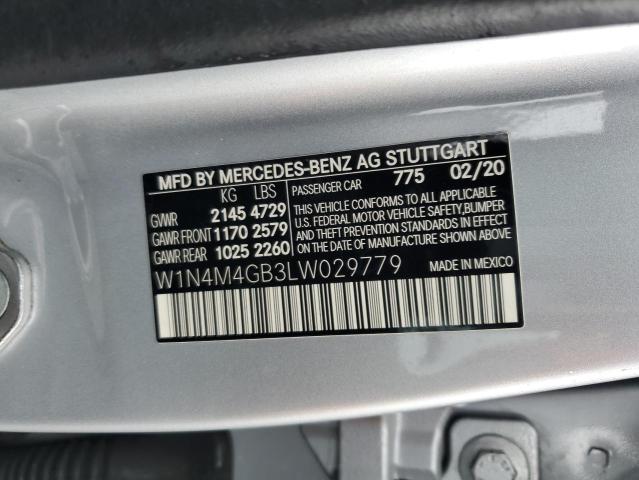 MFD BY MERCEDES-BENZ AG STUTTGART
KG LBS
GVWR 2145 4729
GAWR FRONT 1170 2579
GAWR REAR 1025 2260
PASSENGER CAR 775 02/20
THIS VEHICLE CONFORMS TO ALL APPLICABLE
U.S. FEDERAL MOTOR VEHICLE SAFETY,BUMPER
AND THEFT PREVENTION STANDARDS IN EFFECT
ON THE DATE OF MANUFACTURE SHOWN ABOVE
W1N4M4GB3LW029779
MADE IN MEXICO